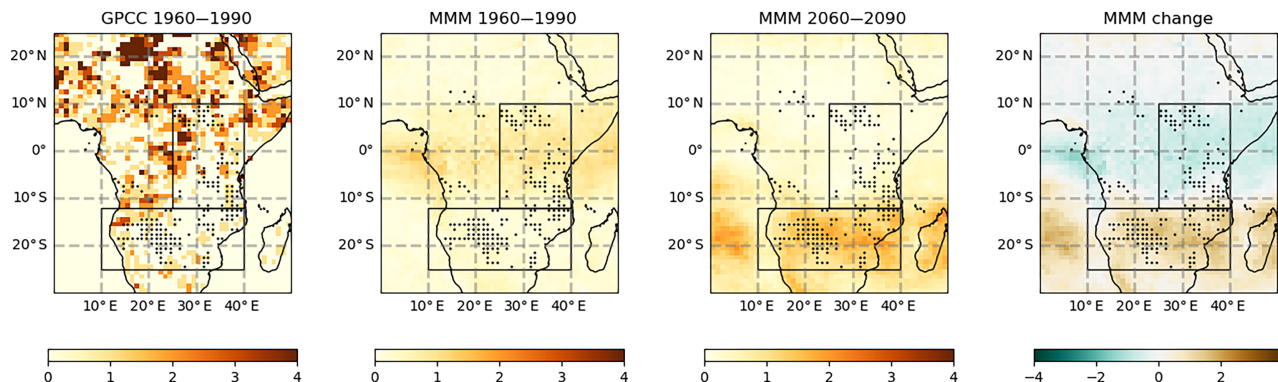 GPCC 1960−1990 MMM 1960−1990 MMM 2060−2090 MMM change
20° N 20° N 20° N 20° N
10° N 10° N 10° N 10° N
0° 0° 0° 0°
10° S 10° S 10° S 10° S
20° S 20° S 20° S 20° S
10° E 20° E 30° E 40° E 10° E 20° E 30° E 40° E 10° E 20° E 30° E 40° E 10° E 20° E 30° E 40° E
0 1 2 3 4 0 1 2 3 4 0 1 2 3 4 −4 −2 0 2